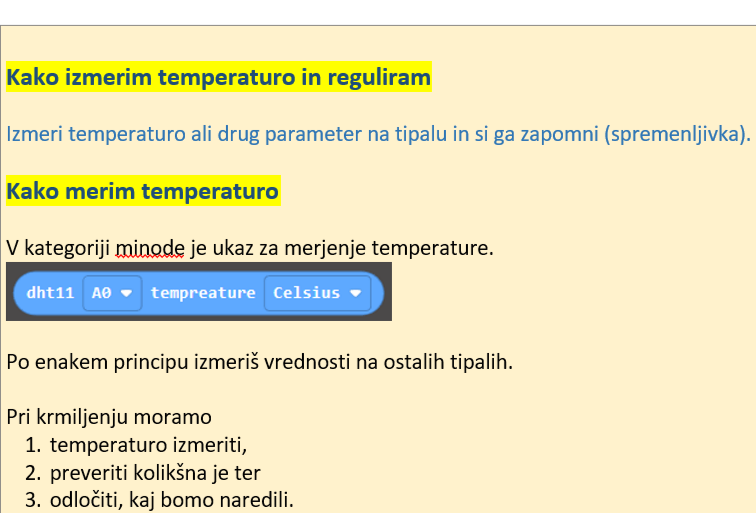 Kako izmerim temperaturo in reguliram
Izmeri temperaturo ali drug parameter na tipalu in si ga zapomni (spremenljivka).
Kako merim temperaturo
V kategoriji minode je ukaz za merjenje temperature.
dht11 A0 tempreature Celsius
Po enakem principu izmeriš vrednosti na ostalih tipalih.
Pri krmiljenju moramo
1. temperaturo izmeriti,
2. preveriti kolikšna je ter
3. odločiti, kaj bomo naredili.